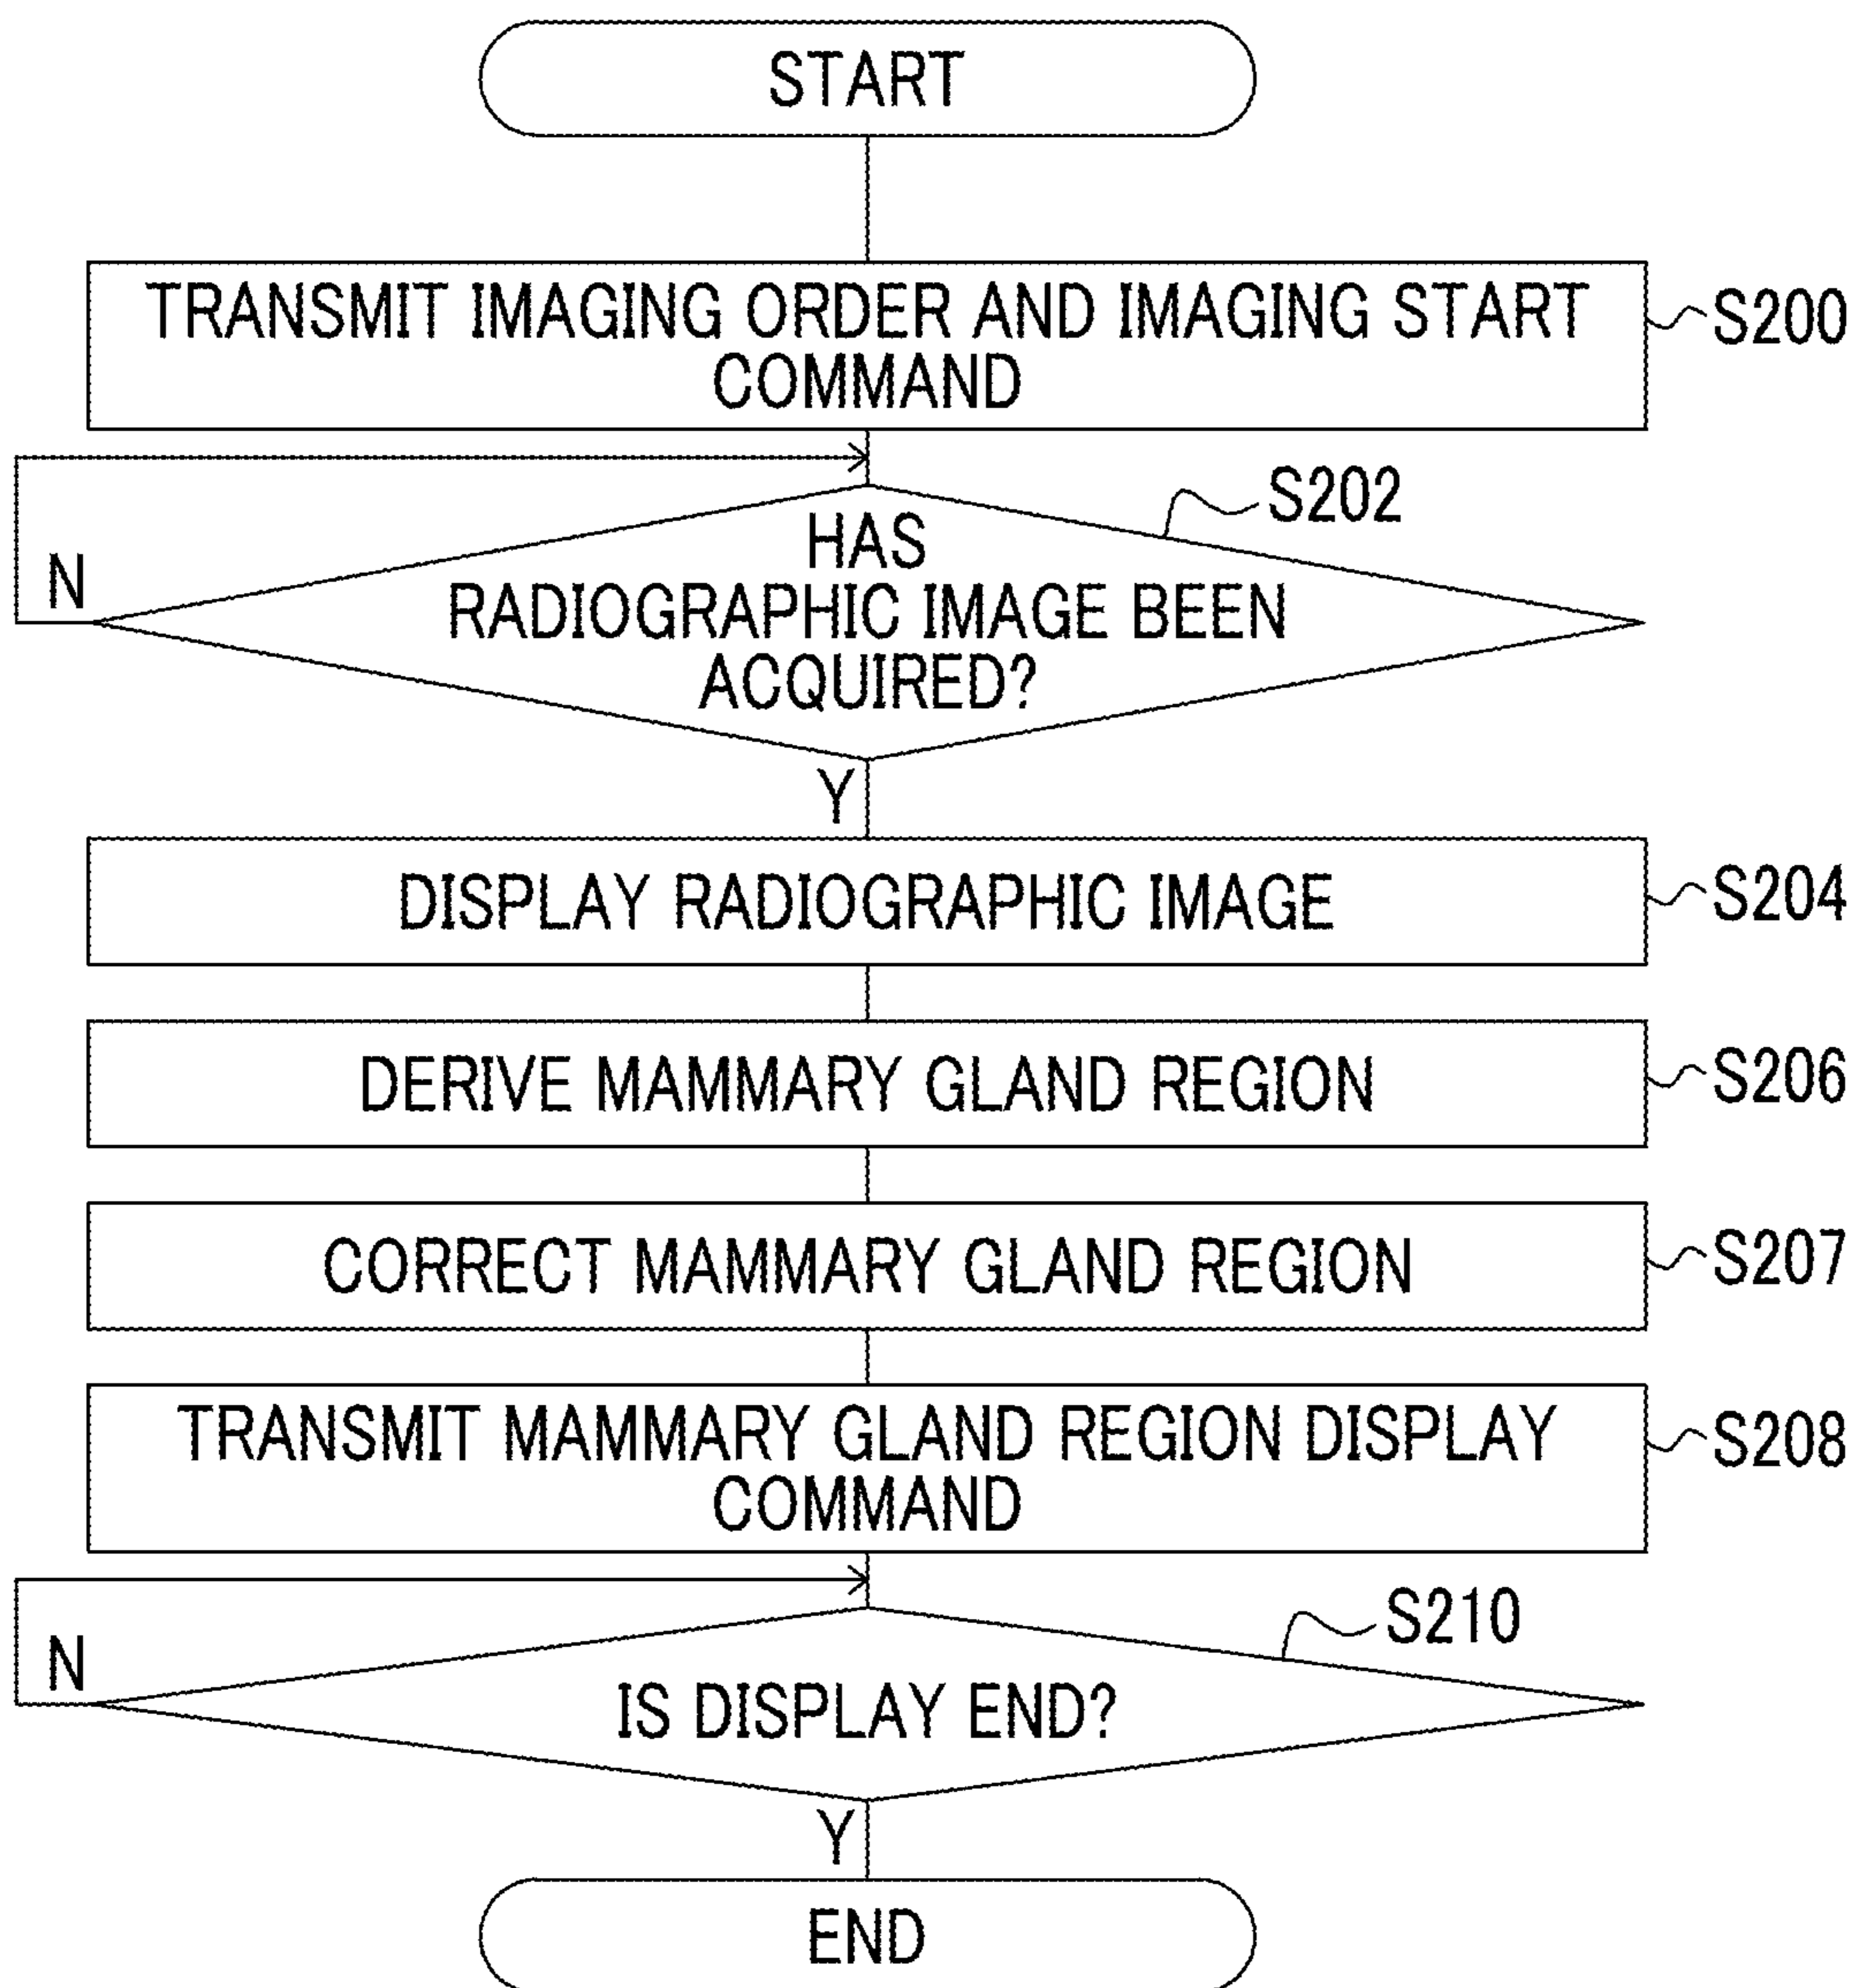 START
TRANSMIT IMAGING ORDER AND IMAGING START
COMMAND
S200
S202
HAS
RADIOGRAPHIC IMAGE BEEN
ACQUIRED?
N
Y
DISPLAY RADIOGRAPHIC IMAGE
S204
DERIVE MAMMARY GLAND REGION
S206
CORRECT MAMMARY GLAND REGION
S207
TRANSMIT MAMMARY GLAND REGION DISPLAY
COMMAND
S208
S210
N
IS DISPLAY END?
Y
END